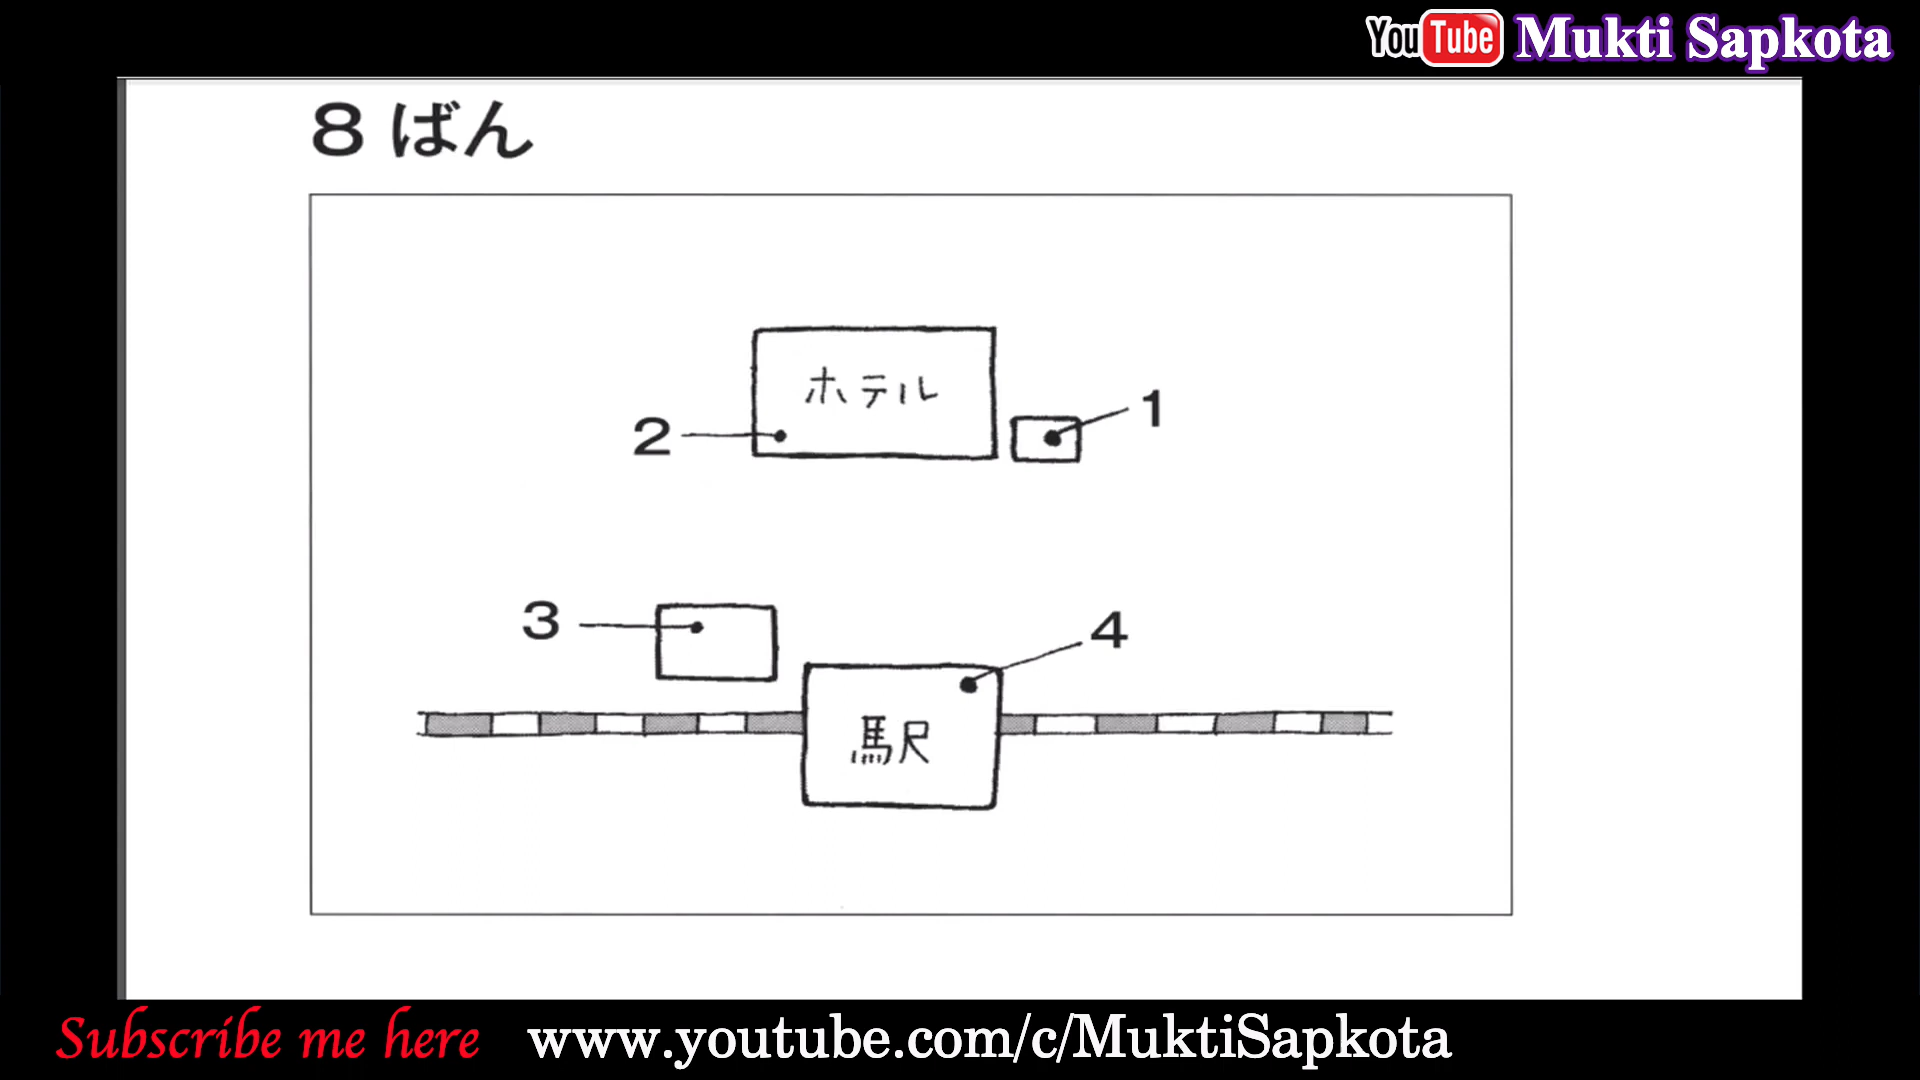 YouTube Mukti Sapkota
8 ばん
ホテル
1
2
3
4
駅
Subscribe me here www.youtube.com/c/MuktiSapkota